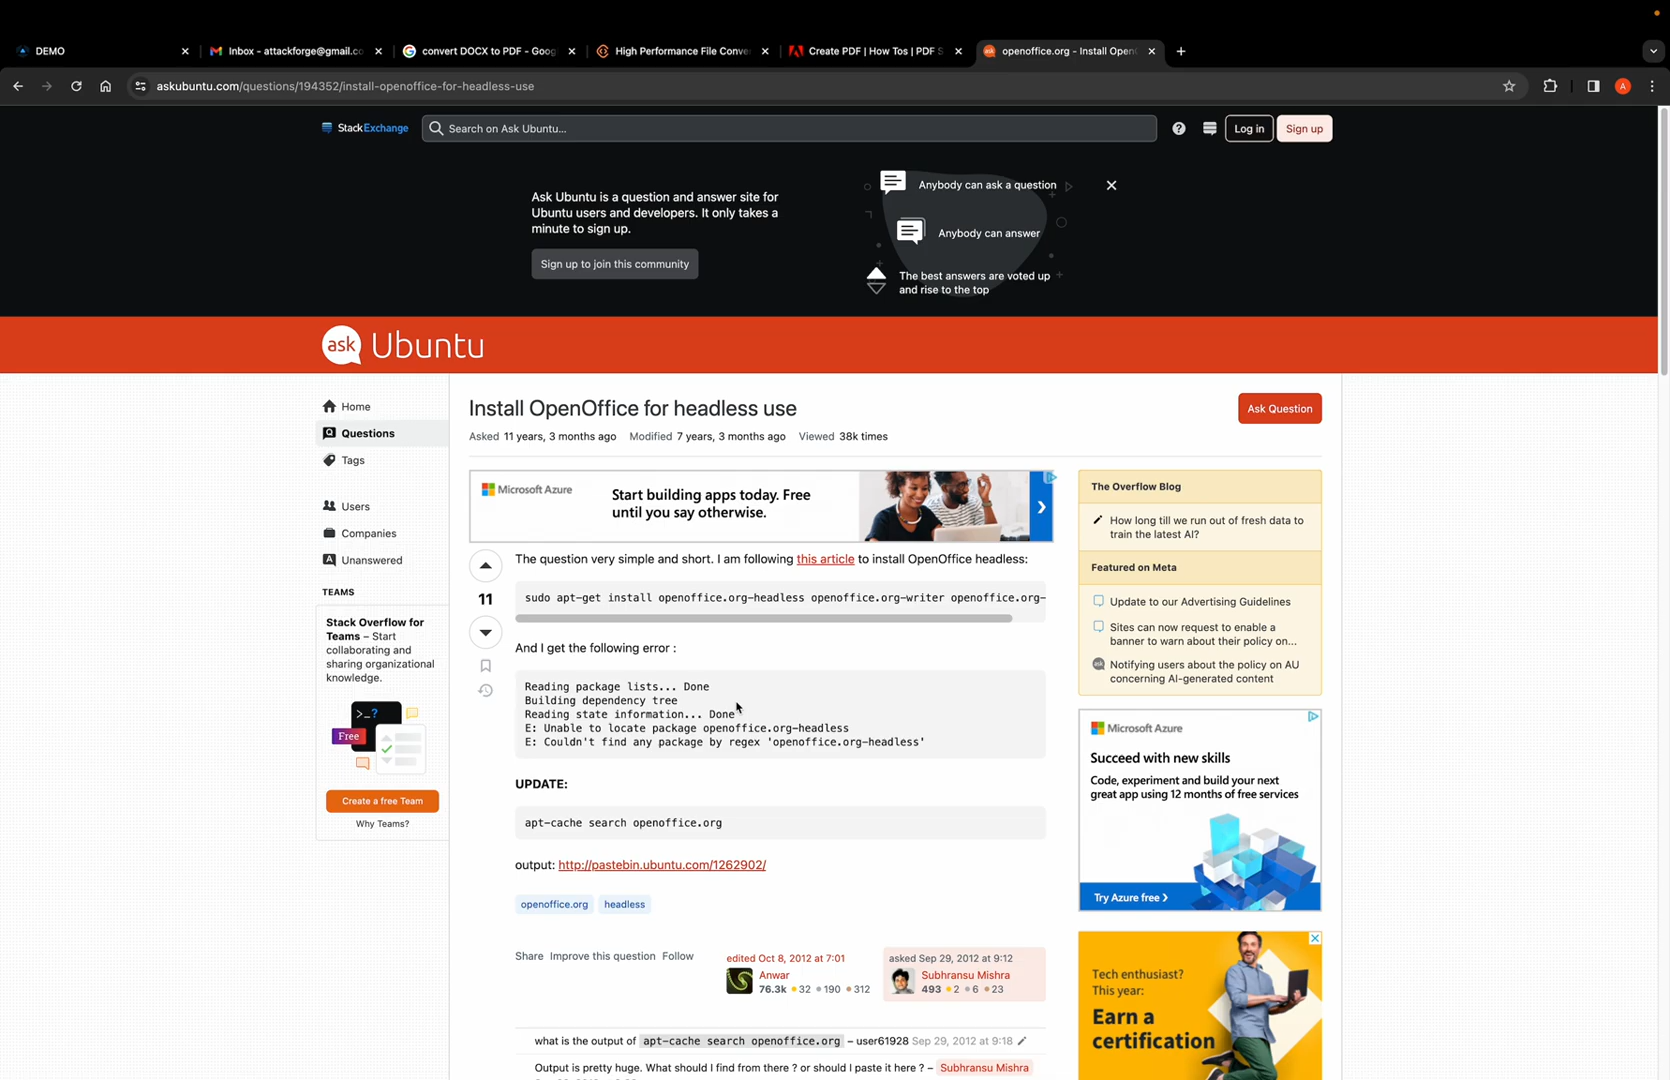 DEMO
Inbox - attackforge@gmail.co
convert DOCX to PDF - Goog
High Performance File Conve
Create PDF | How Tos | PDF S
openoffice.org - Install OpenO
askubuntu.com/questions/194352/install-openoffice-for-headless-use
A
StackExchange
Search on Ask Ubuntu...
Log in
Sign up
Ask Ubuntu is a question and answer site for
Ubuntu users and developers. It only takes a
minute to sign up.
Sign up to join this community
Anybody can ask a question
Anybody can answer
The best answers are voted up
and rise to the top
ask Ubuntu
Home
Questions
Tags
Users
Companies
Unanswered
TEAMS
Stack Overflow for
Teams – Start
collaborating and
sharing organizational
knowledge.
>_?
Free
Create a free Team
Why Teams?
Install OpenOffice for headless use
Ask Question
Asked 11 years, 3 months ago Modified 7 years, 3 months ago Viewed 38k times
Microsoft Azure
Start building apps today. Free
until you say otherwise.
11
The question very simple and short. I am following this article to install OpenOffice headless:
sudo apt-get install openoffice.org-headless openoffice.org-writer openoffice.org-
And I get the following error :
Reading package lists... Done
Building dependency tree
Reading state information... Done
E: Unable to locate package openoffice.org-headless
E: Couldn't find any package by regex 'openoffice.org-headless'
UPDATE:
apt-cache search openoffice.org
output: http://pastebin.ubuntu.com/1262902/
openoffice.org headless
Share Improve this question Follow
edited Oct 8, 2012 at 7:01
Anwar
76.3k 32 190 312
asked Sep 29, 2012 at 9:12
Subhransu Mishra
493 2 6 23
what is the output of apt-cache search openoffice.org – user61928 Sep 29, 2012 at 9:18
Output is pretty huge. What should I find from there ? or should I paste it here ? – Subhransu Mishra
The Overflow Blog
How long till we run out of fresh data to
train the latest AI?
Featured on Meta
Update to our Advertising Guidelines
Sites can now request to enable a
banner to warn about their policy on...
Notifying users about the policy on AU
concerning AI-generated content
Microsoft Azure
Succeed with new skills
Code, experiment and build your next
great app using 12 months of free services
Try Azure free >
Tech enthusiast?
This year:
Earn a
certification